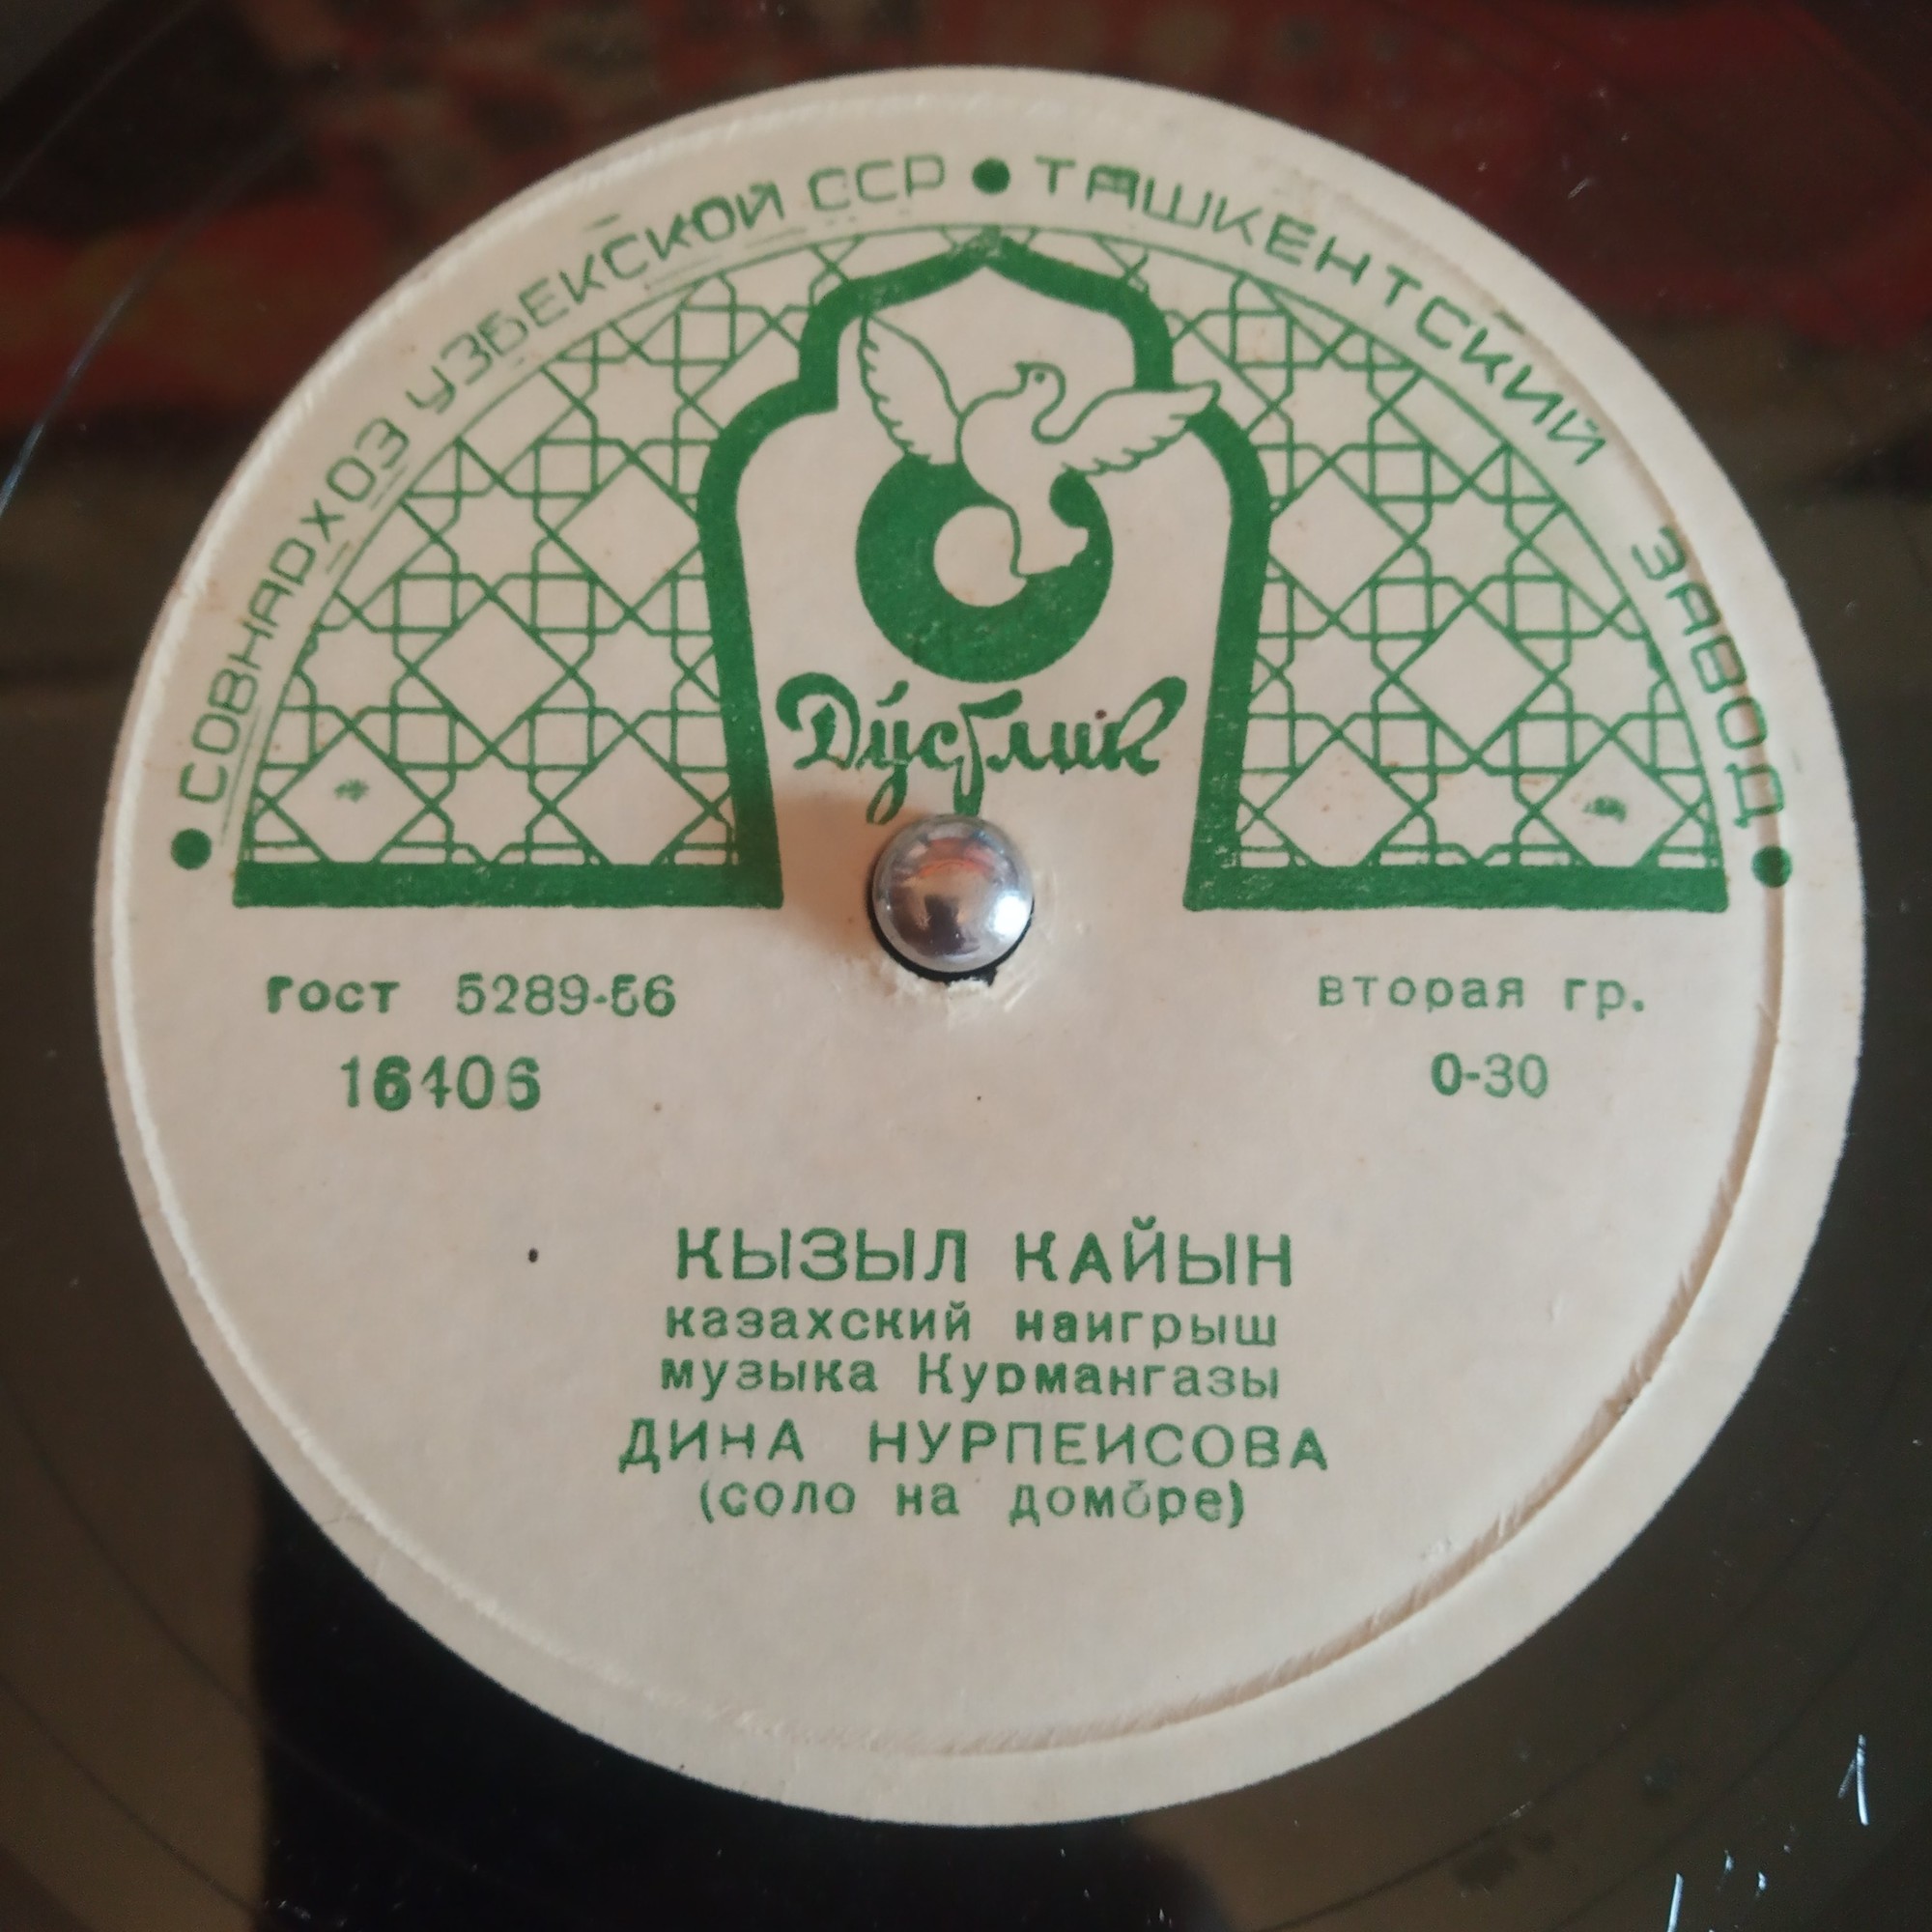 СОВНАРХОЗ УЗБЕКСКОЙ ССР • ТАШКЕНТСКИЙ ЗАВОД
Дўстлик
гост 5289-56
вторая гр.
16406
0-30
КЫЗЫЛ КАЙЫН
казахский наигрыш
музыка Курмангазы
ДИНА НУРПЕИСОВА
(соло на домбре)